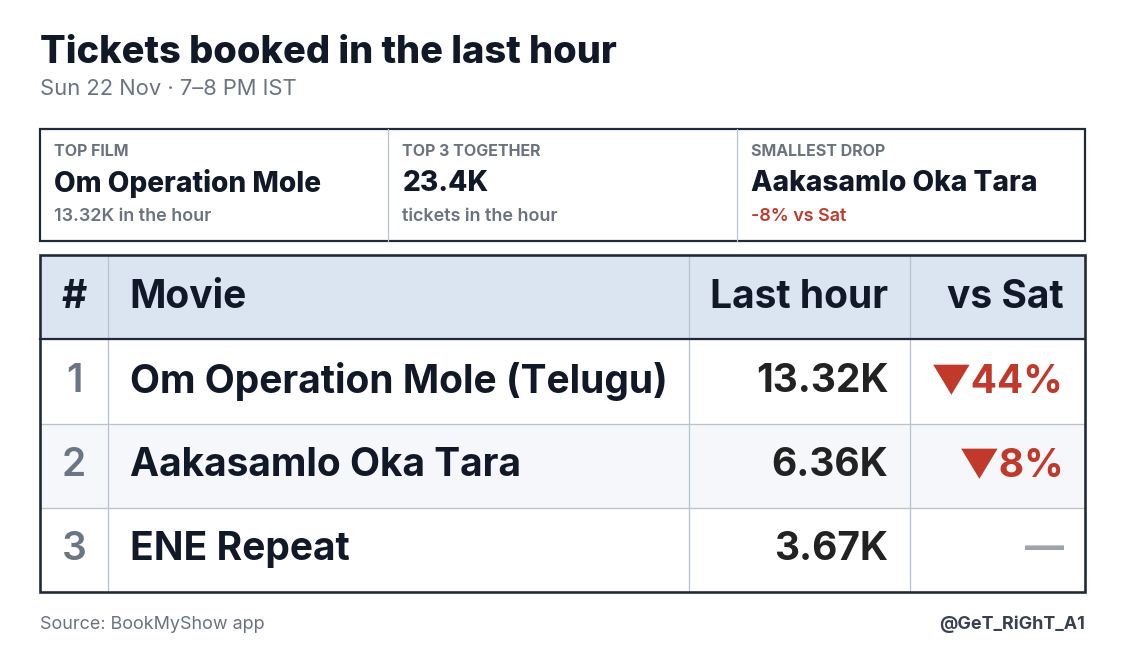 Tickets booked in the last hour
Sun 22 Nov · 7–8 PM IST
TOP FILM
Om Operation Mole
13.32K in the hour
TOP 3 TOGETHER
23.4K
tickets in the hour
SMALLEST DROP
Aakasamlo Oka Tara
-8% vs Sat
# Movie Last hour vs Sat
1 Om Operation Mole (Telugu) 13.32K ▼44%
2 Aakasamlo Oka Tara 6.36K ▼8%
3 ENE Repeat 3.67K —
Source: BookMyShow app
@GeT_RiGhT_A1